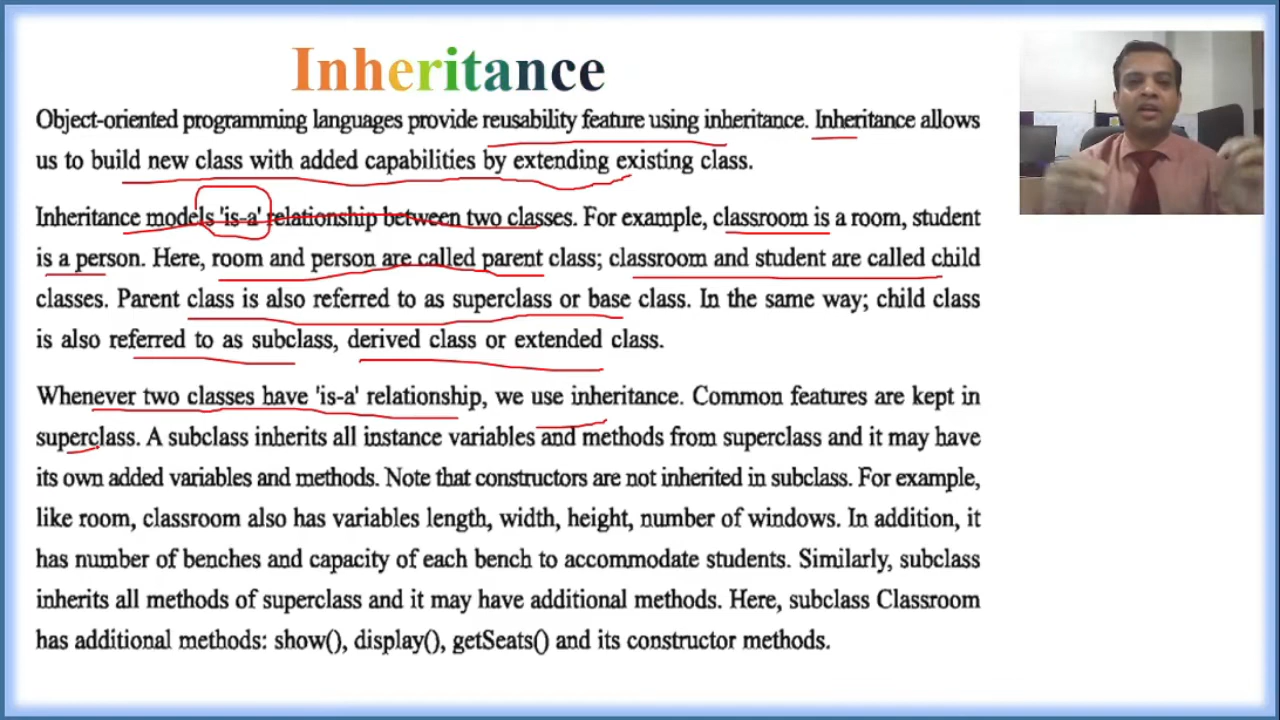 Inheritance
Object-oriented programming languages provide reusability feature using inheritance. Inheritance allows
us to build new class with added capabilities by extending existing class.
Inheritance models 'is-a' relationship between two classes. For example, classroom is a room, student
is a person. Here, room and person are called parent class; classroom and student are called child
classes. Parent class is also referred to as superclass or base class. In the same way; child class
is also referred to as subclass, derived class or extended class.
Whenever two classes have 'is-a' relationship, we use inheritance. Common features are kept in
superclass. A subclass inherits all instance variables and methods from superclass and it may have
its own added variables and methods. Note that constructors are not inherited in subclass. For example,
like room, classroom also has variables length, width, height, number of windows. In addition, it
has number of benches and capacity of each bench to accommodate students. Similarly, subclass
inherits all methods of superclass and it may have additional methods. Here, subclass Classroom
has additional methods: show(), display(), getSeats() and its constructor methods.